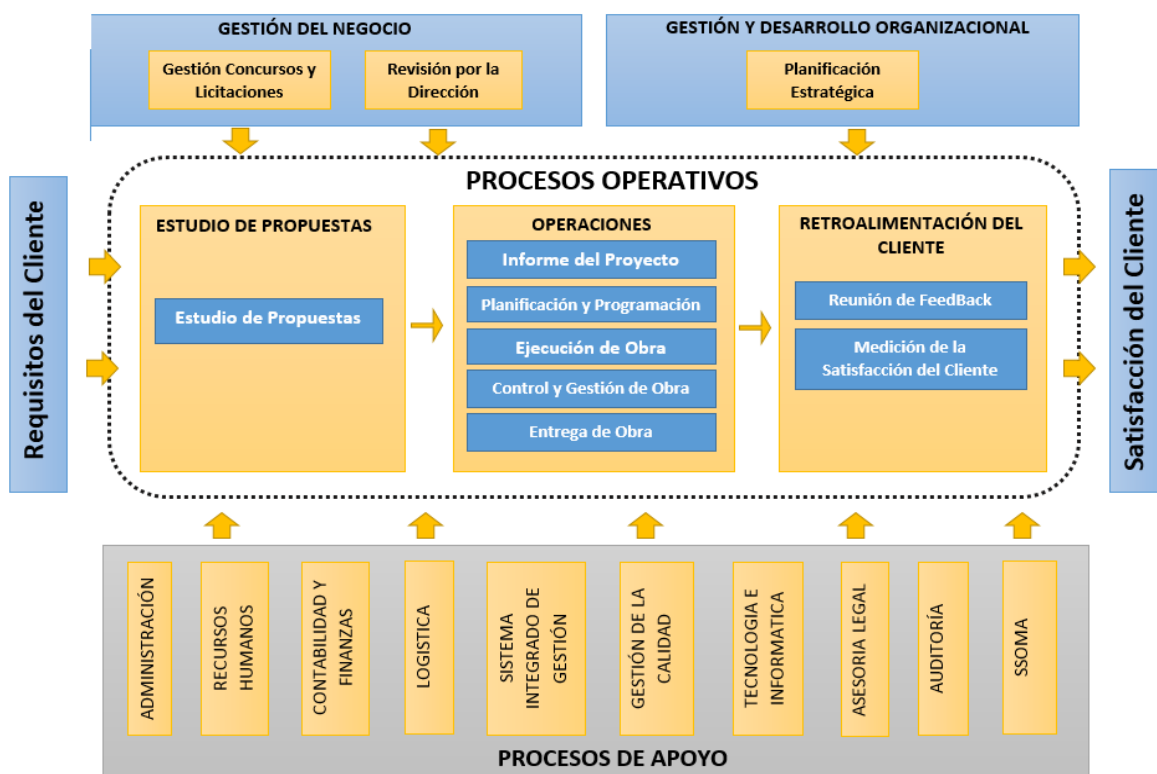 GESTIÓN DEL NEGOCIO
Gestión Concursos y
Licitaciones
Revisión por la
Dirección
GESTIÓN Y DESARROLLO ORGANIZACIONAL
Planificación
Estratégica
Requisitos del Cliente
PROCESOS OPERATIVOS
ESTUDIO DE PROPUESTAS
Estudio de Propuestas
OPERACIONES
Informe del Proyecto
Planificación y Programación
Ejecución de Obra
Control y Gestión de Obra
Entrega de Obra
RETROALIMENTACIÓN DEL
CLIENTE
Reunión de FeedBack
Medición de la
Satisfacción del Cliente
Satisfacción del Cliente
ADMINISTRACIÓN
RECURSOS
HUMANOS
CONTABILIDAD Y
FINANZAS
LOGISTICA
SISTEMA
INTEGRADO DE
GESTIÓN
GESTIÓN DE LA
CALIDAD
TECNOLOGIA E
INFORMATICA
ASESORIA LEGAL
AUDITORÍA
SSOMA
PROCESOS DE APOYO